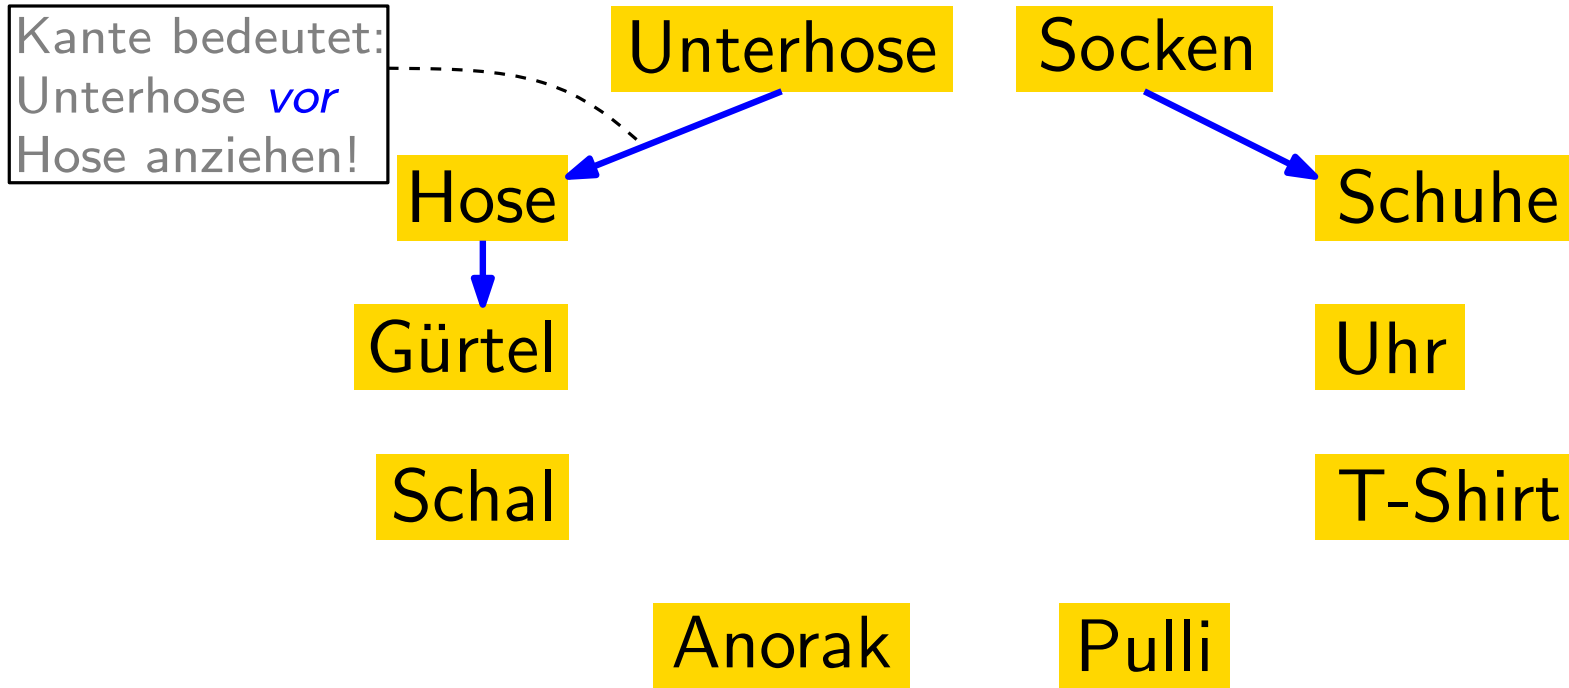 Kante bedeutet:
Unterhose vor
Hose anziehen!
Unterhose
Socken
Hose
Schuhe
Gürtel
Uhr
Schal
T-Shirt
Anorak
Pulli